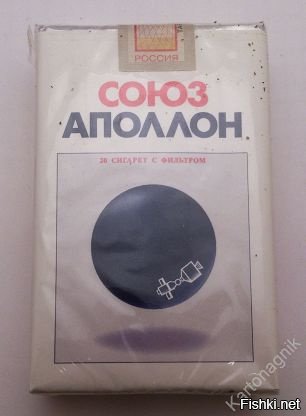 РОССИЯ
СОЮЗ
АПОЛЛОН
20 СИГАРЕТ С ФИЛЬТРОМ
Kartonagnik
Fishki.net